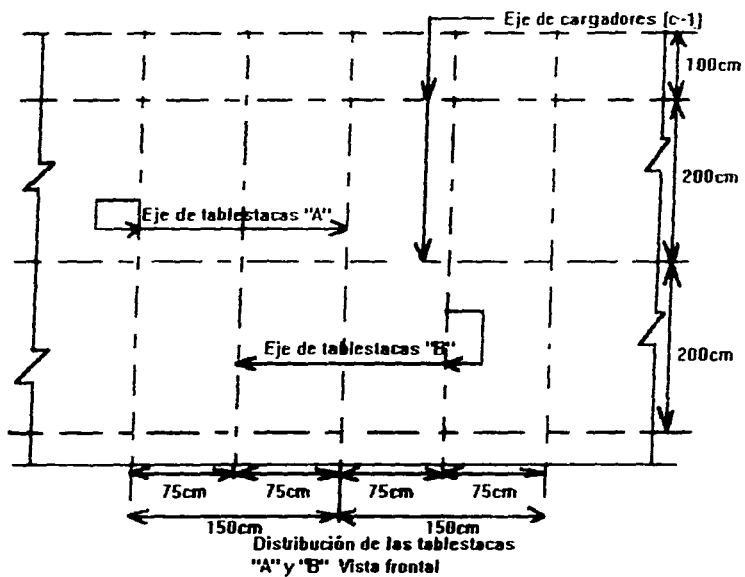 Eje de cargadores (c-1)
100cm
200cm
Eje de tablestacas "A"
Eje de tablestacas "B"
200cm
75cm 75cm 75cm 75cm
150cm 150cm
Distribución de las tablestacas
"A" y "B" Vista frontal